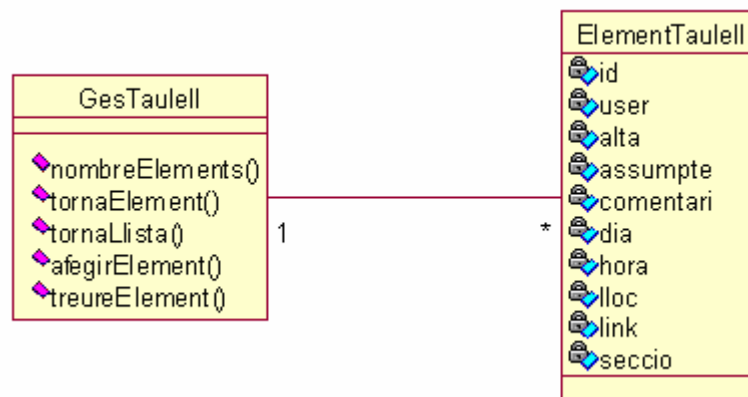 GesTaulell
nombreElements()
tornaElement()
tornaLlista()
afegirElement()
treureElement()
1
*
ElementTaulell
id
user
alta
assumpte
comentari
dia
hora
lloc
link
seccio